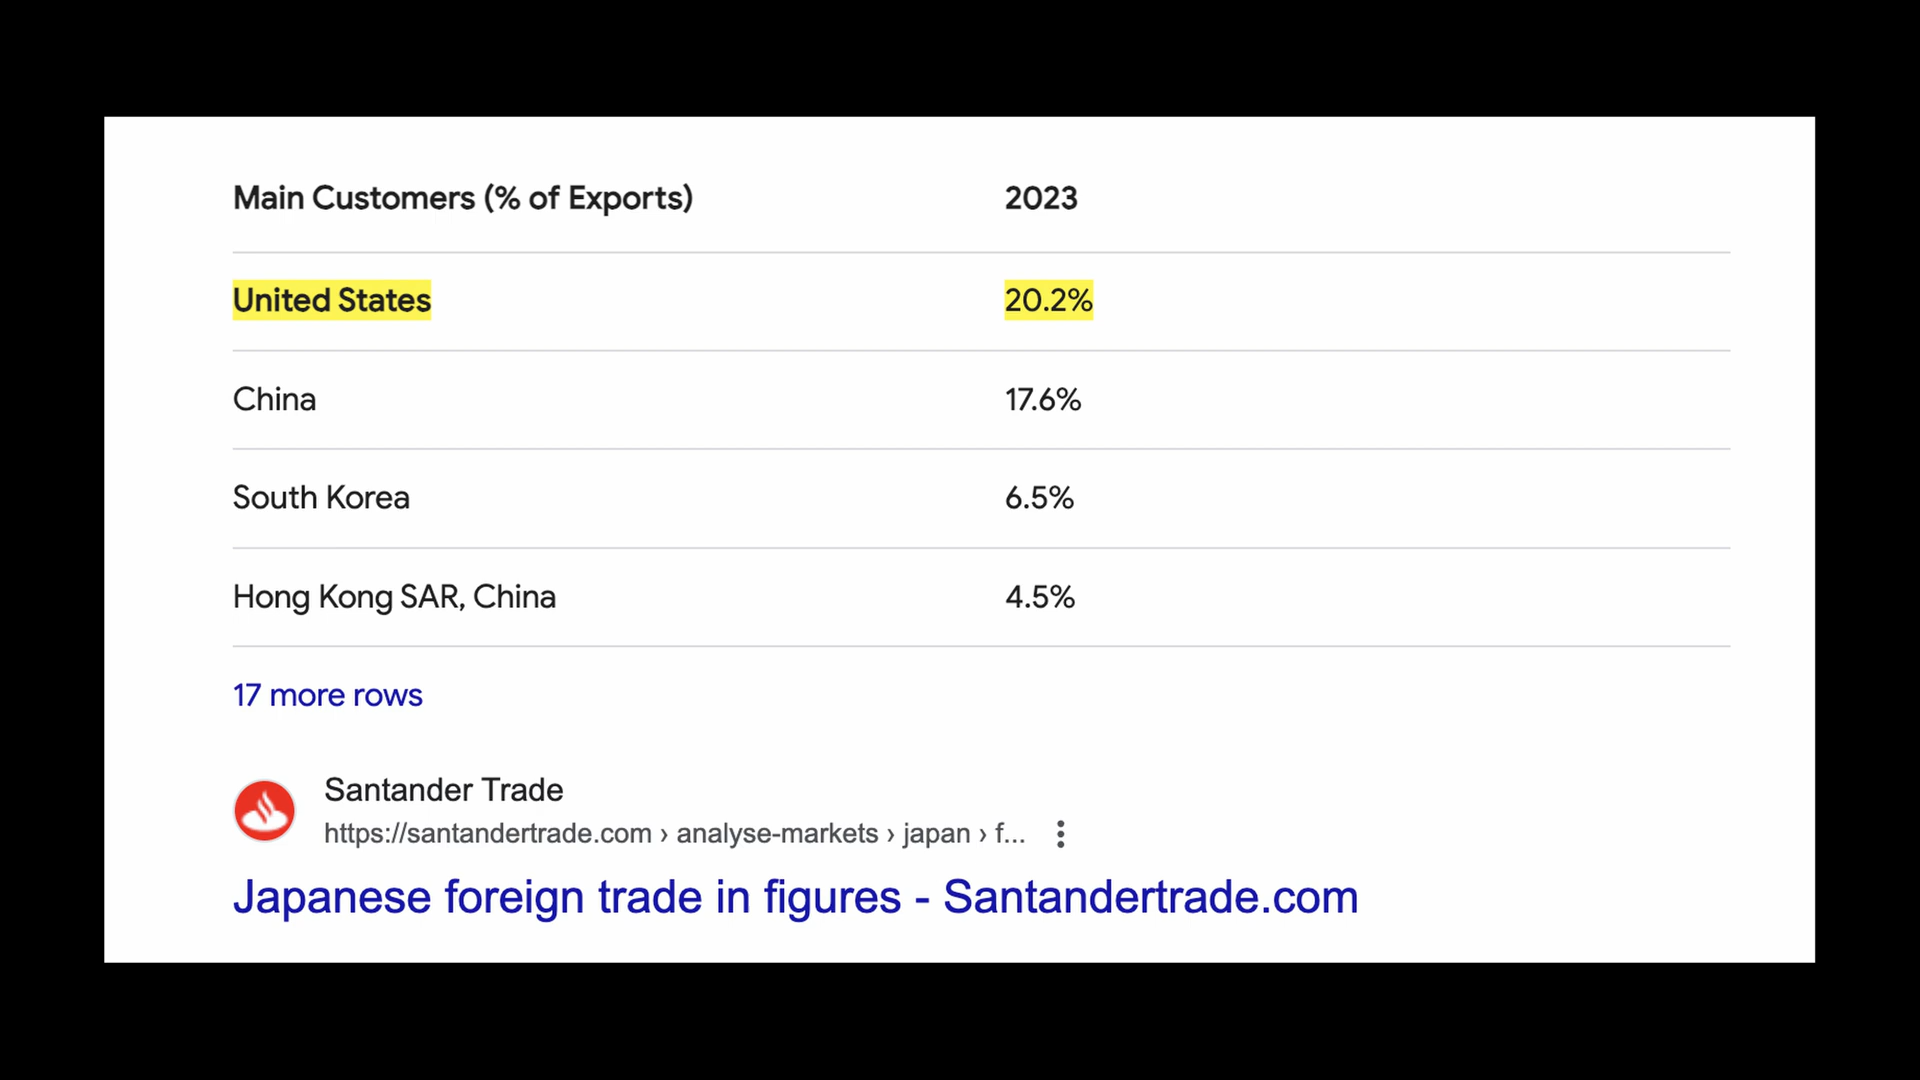 Main Customers (% of Exports) 2023
United States 20.2%
China 17.6%
South Korea 6.5%
Hong Kong SAR, China 4.5%
17 more rows
Santander Trade
https://santandertrade.com › analyse-markets › japan › f...
Japanese foreign trade in figures - Santandertrade.com